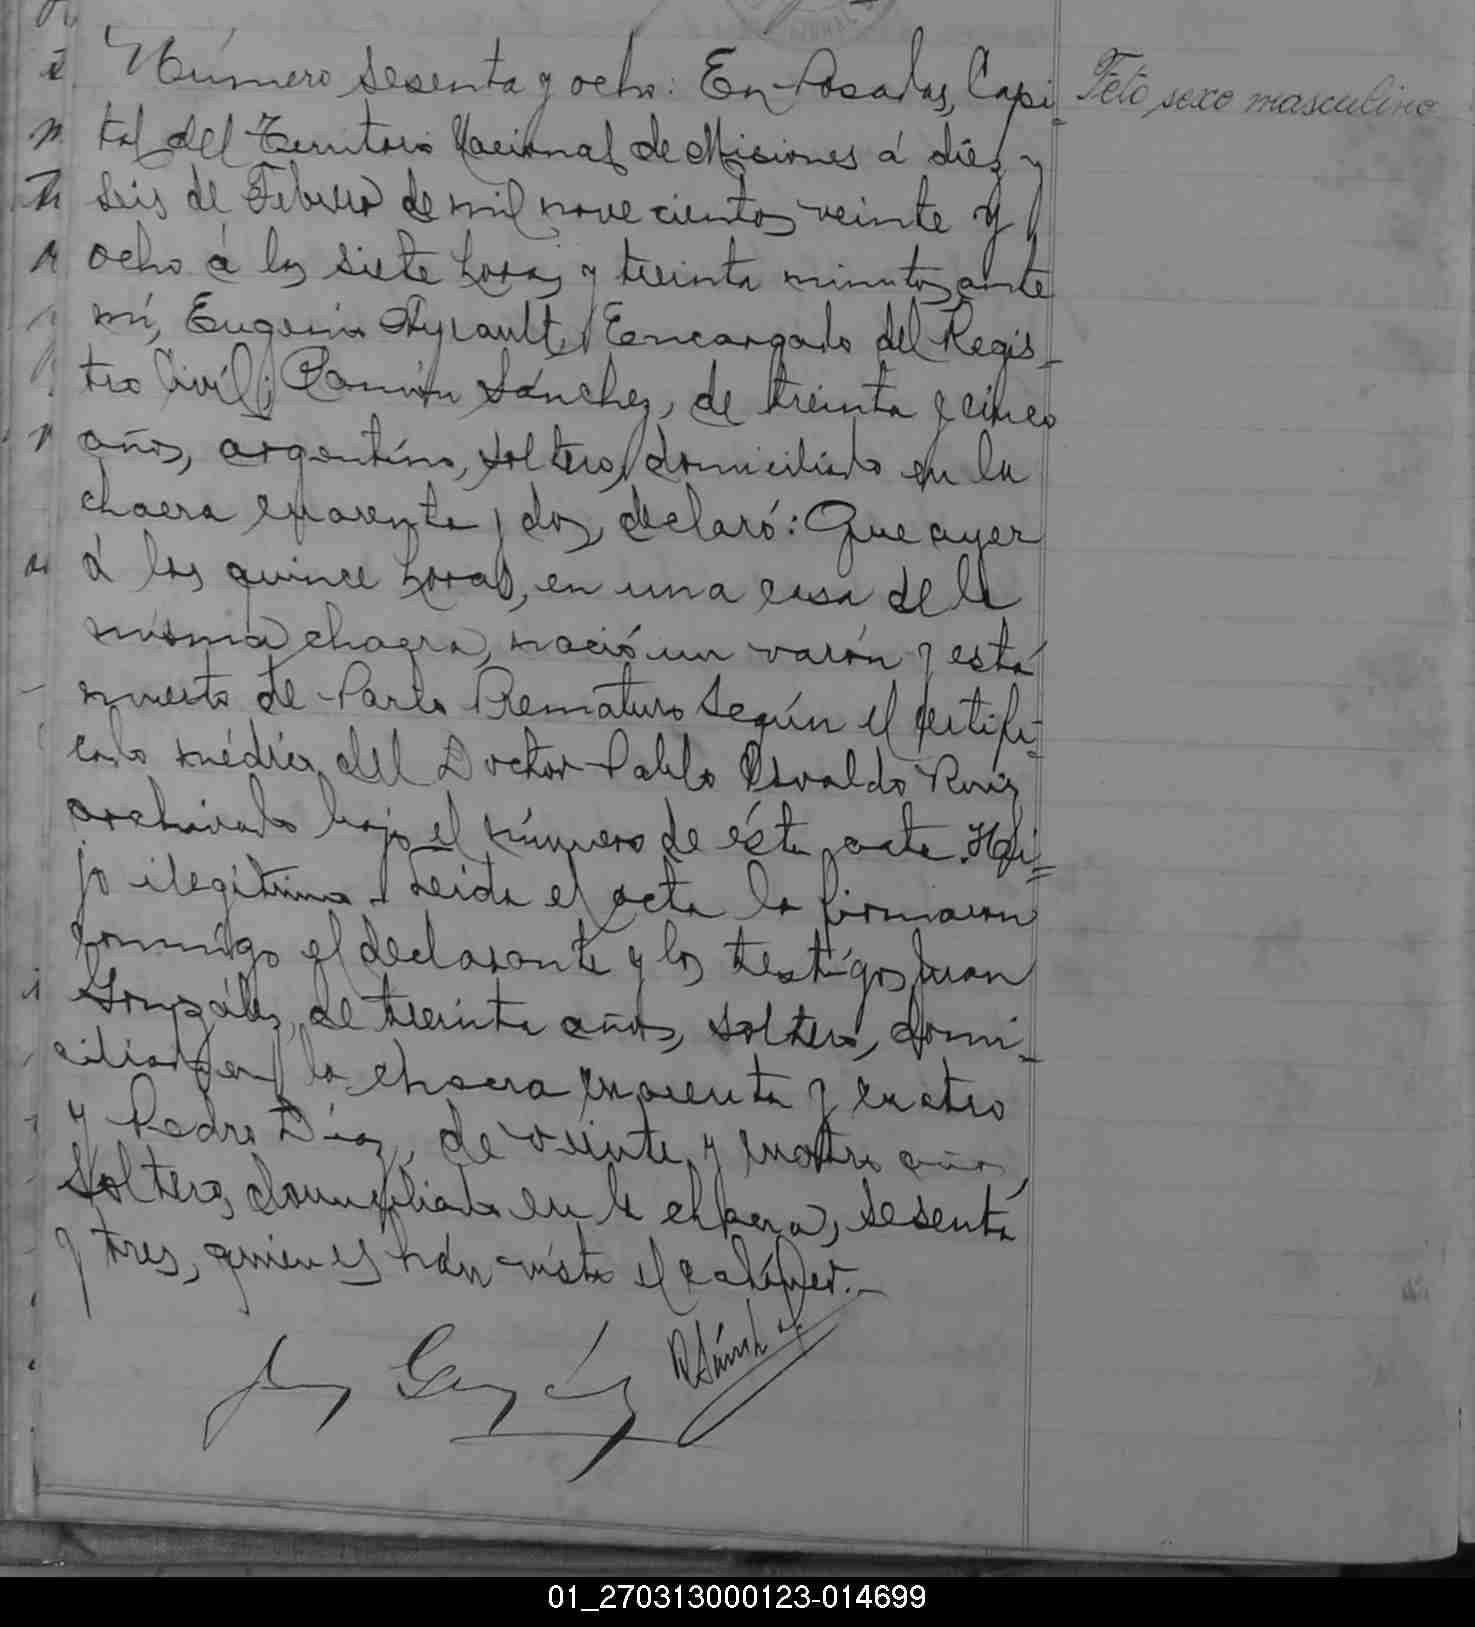 Número sesenta y ocho: En Posadas, Capi- Feto sexo masculino
tal del Territorio Nacional de Misiones á diez y
seis de Febrero de mil novecientos veinte y
ocho á las siete horas y treinta minutos, ante
mí, Eugenio Ayrault, Encargado del Regis-
tro Civil; Ramón Sánchez, de treinta y cinco
años, argentino, soltero, domiciliado en la
chacra cuarenta y dos, declaró: Que ayer
á las quince horas, en una casa de la
misma chacra, nació un varón y está
muerto de Parto Prematuro según el certifi-
cado médico del Doctor Pablo Osvaldo Ruiz
archivado bajo el número de ésta acta. Hi-
jo ilegítimo. Leida el acta la firmaron
conmigo el declarante y los testigos Juan
González, de treinta años, soltero, domi-
ciliado en la chacra cuarenta y cuatro
y Pedro Díaz, de veinte y cuatro años
soltero, domiciliado en la chacra, sesenta
y tres, quienes hán visto el cadáver.-
Juan González R Sánchez
01_270313000123-014699